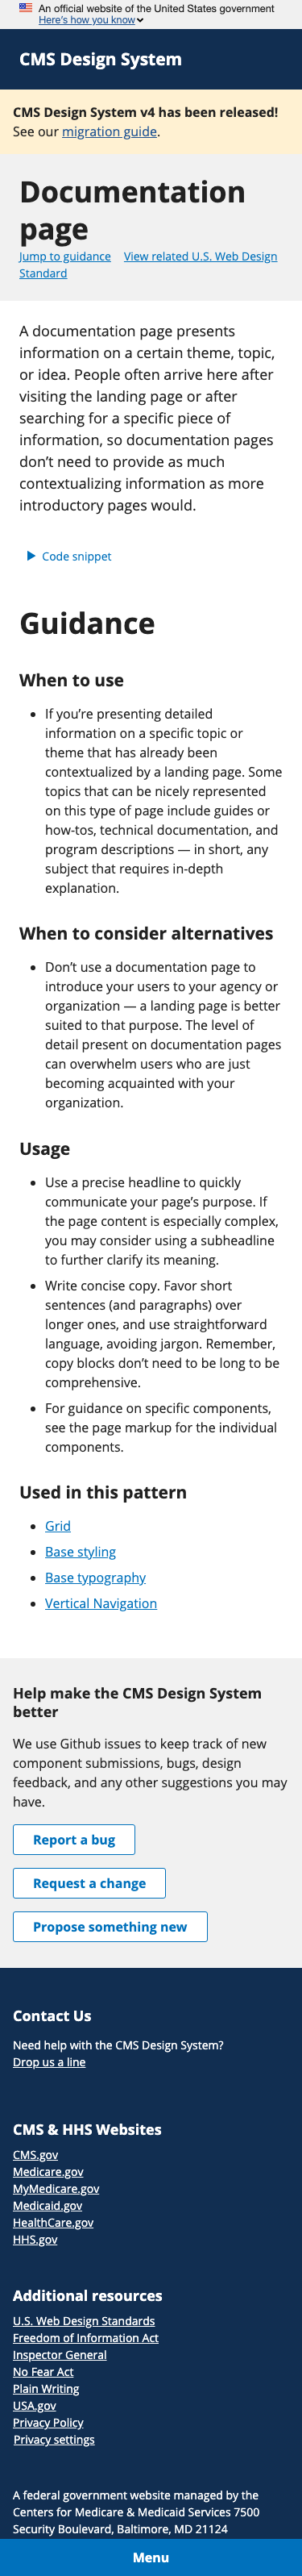 An official website of the United States government
Here's how you know
CMS Design System
CMS Design System v4 has been released!
See our migration guide.
Documentation
page
Jump to guidance View related U.S. Web Design
Standard
A documentation page presents
information on a certain theme, topic,
or idea. People often arrive here after
visiting the landing page or after
searching for a specific piece of
information, so documentation pages
don’t need to provide as much
contextualizing information as more
introductory pages would.
Code snippet
Guidance
When to use
If you’re presenting detailed
information on a specific topic or
theme that has already been
contextualized by a landing page. Some
topics that can be nicely represented
on this type of page include guides or
how-tos, technical documentation, and
program descriptions — in short, any
subject that requires in-depth
explanation.
When to consider alternatives
Don’t use a documentation page to
introduce your users to your agency or
organization — a landing page is better
suited to that purpose. The level of
detail present on documentation pages
can overwhelm users who are just
becoming acquainted with your
organization.
Usage
Use a precise headline to quickly
communicate your page’s purpose. If
the page content is especially complex,
you may consider using a subheadline
to further clarify its meaning.
Write concise copy. Favor short
sentences (and paragraphs) over
longer ones, and use straightforward
language, avoiding jargon. Remember,
copy blocks don’t need to be long to be
comprehensive.
For guidance on specific components,
see the page markup for the individual
components.
Used in this pattern
Grid
Base styling
Base typography
Vertical Navigation
Help make the CMS Design System
better
We use Github issues to keep track of new
component submissions, bugs, design
feedback, and any other suggestions you may
have.
Report a bug
Request a change
Propose something new
Contact Us
Need help with the CMS Design System?
Drop us a line
CMS & HHS Websites
CMS.gov
Medicare.gov
MyMedicare.gov
Medicaid.gov
HealthCare.gov
HHS.gov
Additional resources
U.S. Web Design Standards
Freedom of Information Act
Inspector General
No Fear Act
Plain Writing
USA.gov
Privacy Policy
Privacy settings
A federal government website managed by the
Centers for Medicare & Medicaid Services 7500
Security Boulevard, Baltimore, MD 21124
Menu